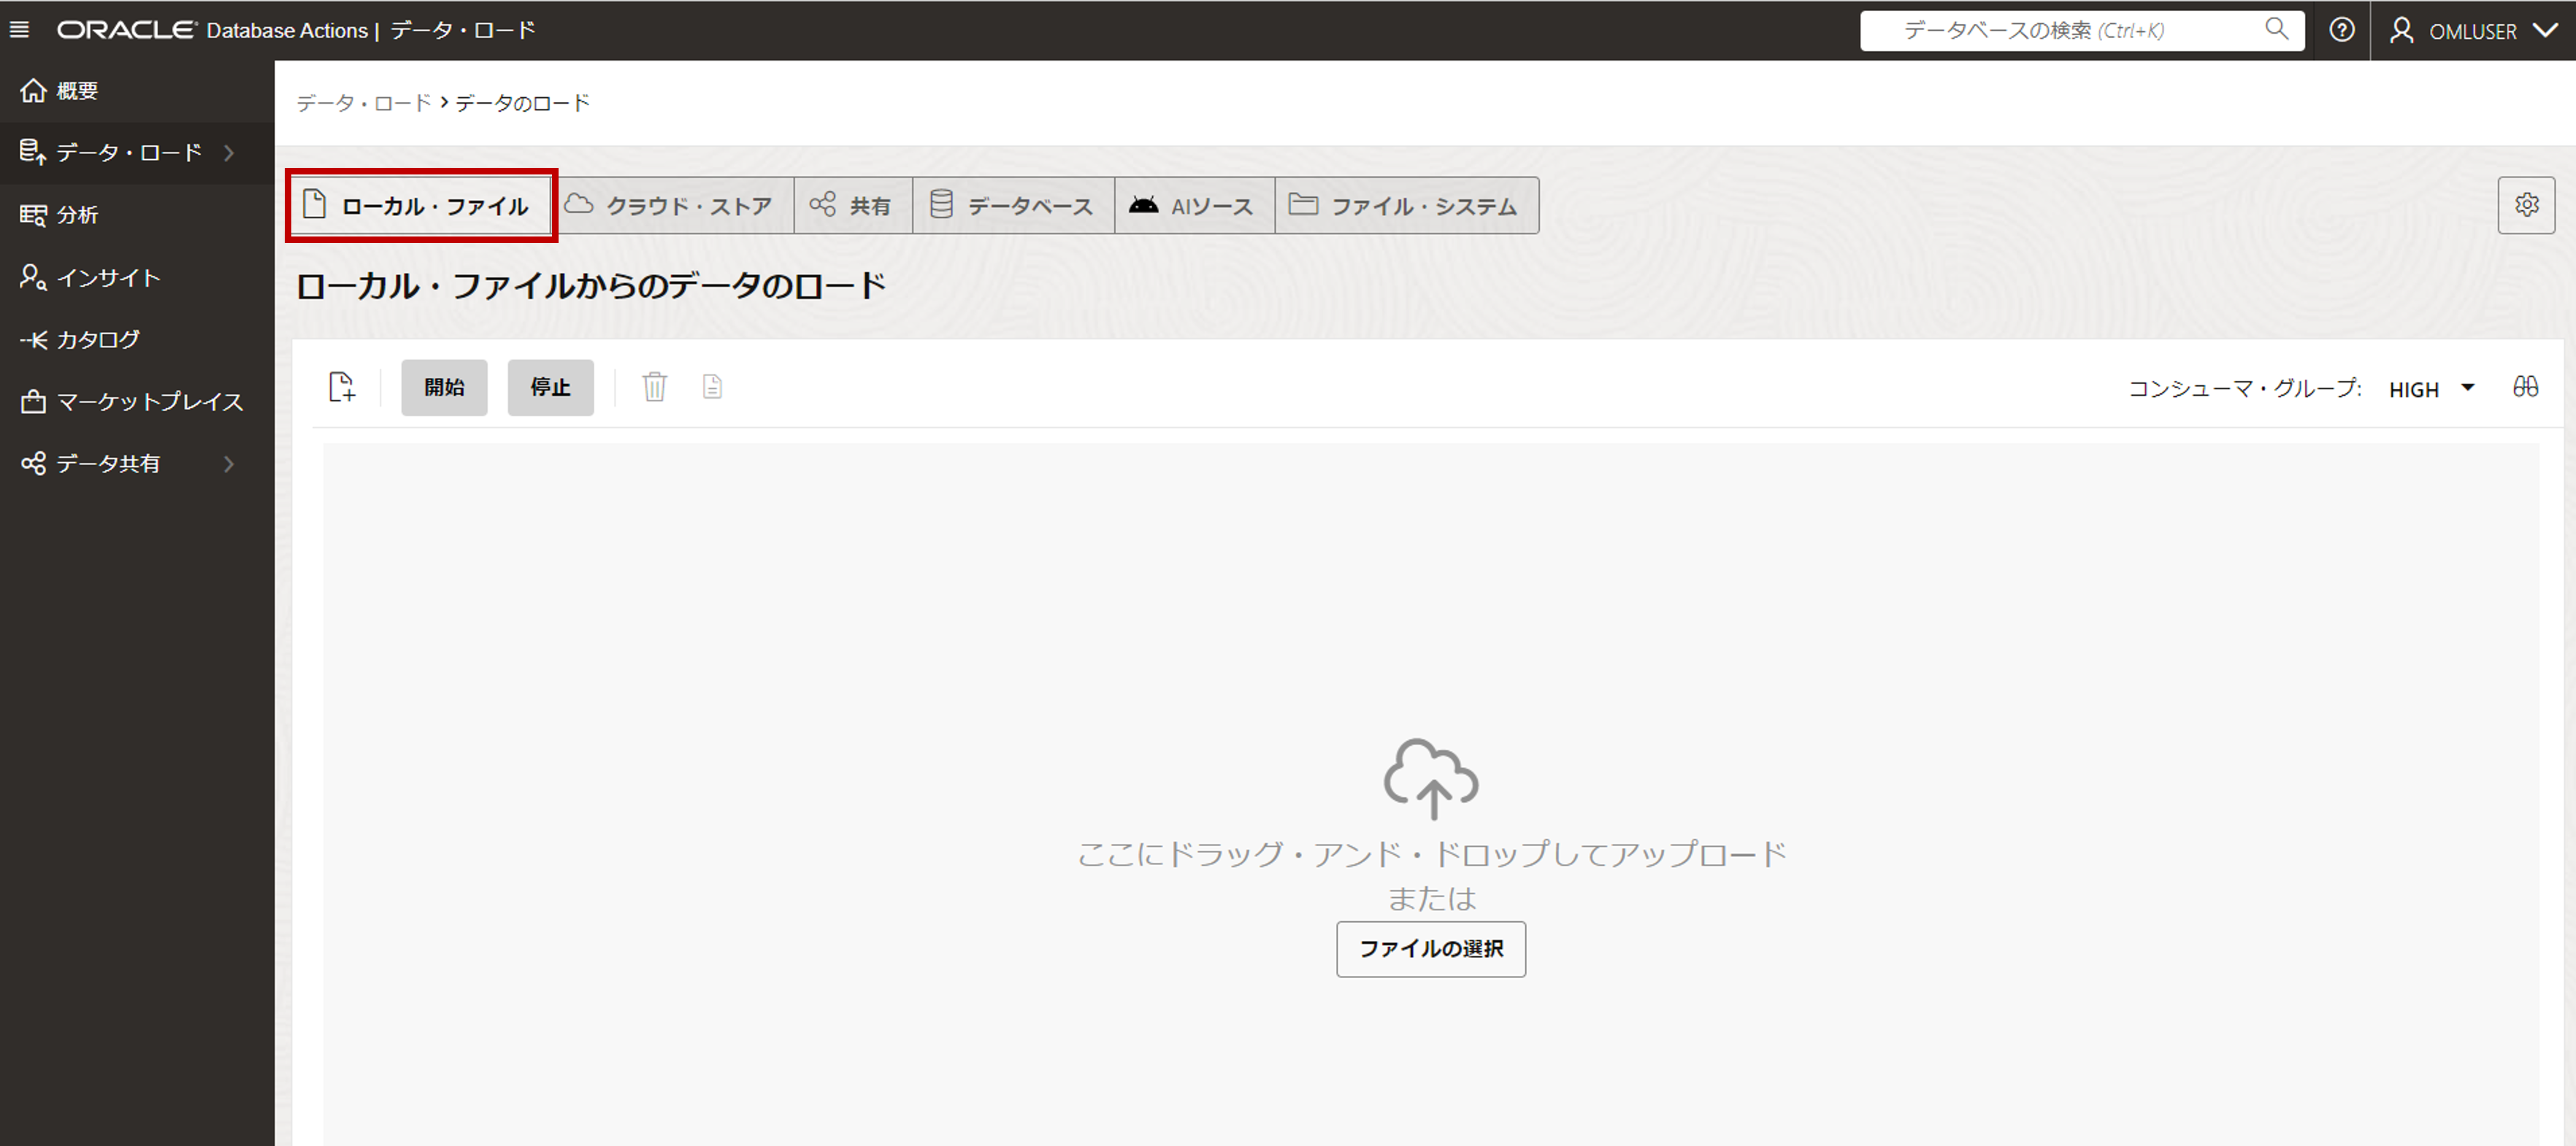 ORACLE Database Actions | データ・ロード
データベースの検索 (Ctrl+K)
OMLUSER
概要
データ・ロード
分析
インサイト
カタログ
マーケットプレイス
データ共有
データ・ロード › データのロード
ローカル・ファイル
クラウド・ストア
共有
データベース
AIソース
ファイル・システム
ローカル・ファイルからのデータのロード
開始
停止
コンシューマ・グループ: HIGH
ここにドラッグ・アンド・ドロップしてアップロード
または
ファイルの選択